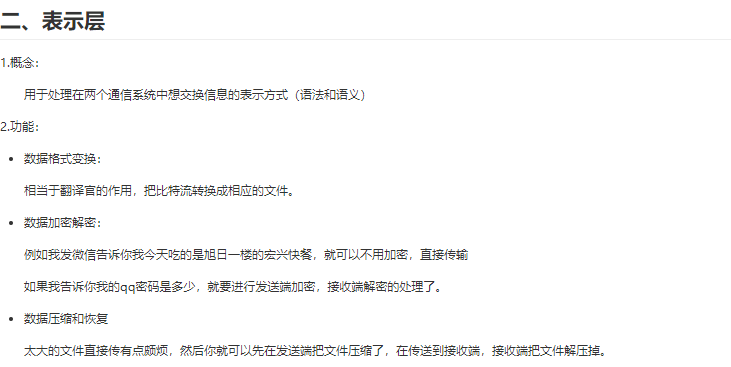 二、表示层
1.概念：
用于处理在两个通信系统中想交换信息的表示方式（语法和语义）
2.功能：
数据格式变换：
相当于翻译官的作用，把比特流转换成相应的文件。
数据加密解密：
例如我发微信告诉你我今天吃的是旭日一楼的宏兴快餐，就可以不用加密，直接传输
如果我告诉你我的qq密码是多少，就要进行发送端加密，接收端解密的处理了。
数据压缩和恢复
太大的文件直接传有点颇烦，然后你就可以先在发送端把文件压缩了，在传送到接收端，接收端把文件解压掉。